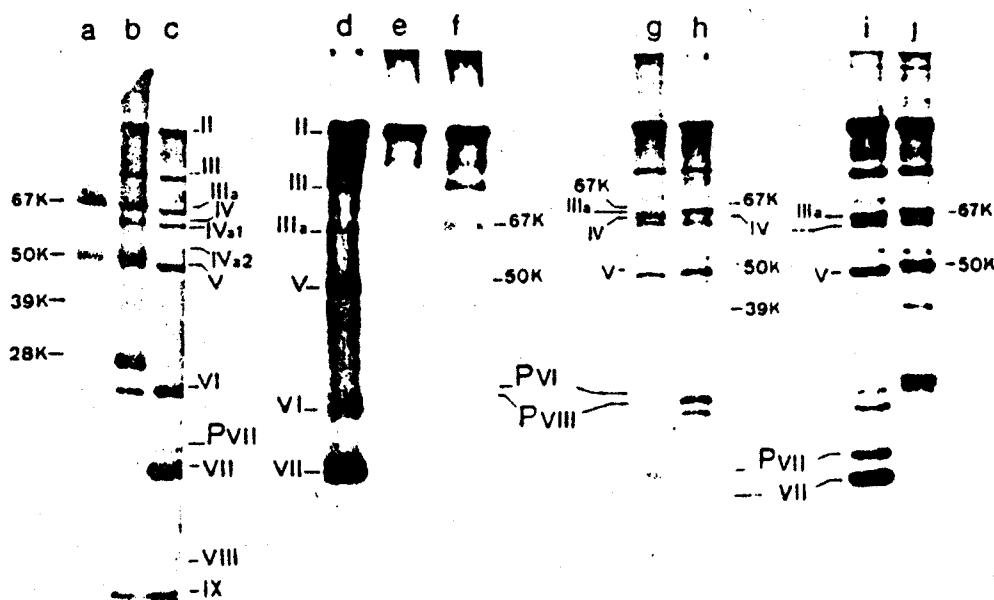 a b c d e f g h i j
II
III
IIIa
IV
IVa1
IVa2
V
VI
PVII
VII
VIII
IX
67K
50K
39K
28K
II
III
IIIa
V
VI
VII
67K
50K
67K
IIIa
IV
V
PVI
PVIII
67K
IV
50K
39K
IIIa
V
PVII
VII
67K
50K